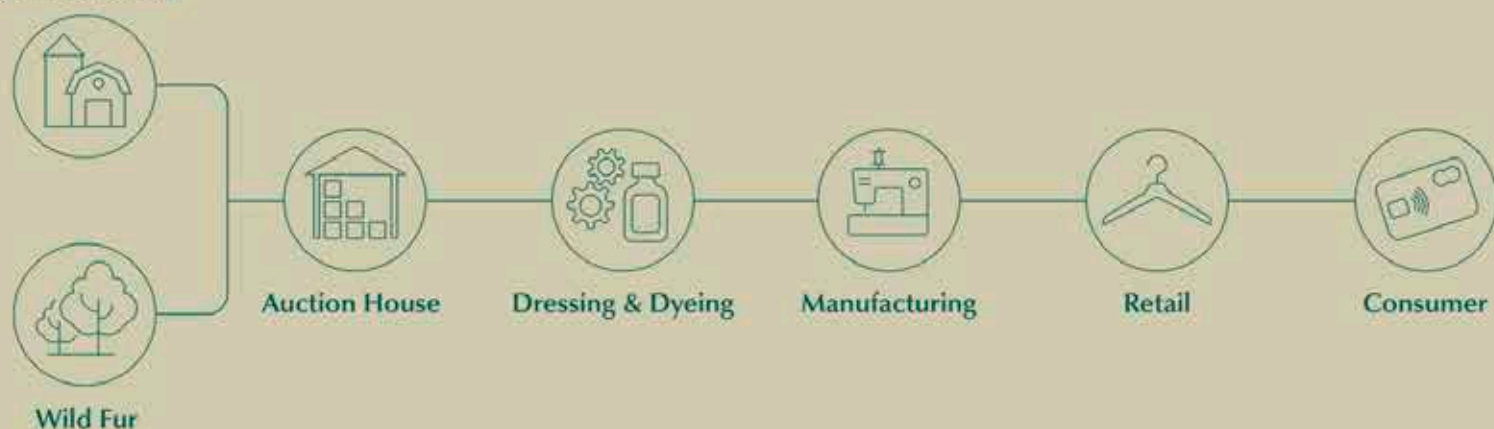 Auction House
Dressing & Dyeing
Manufacturing
Retail
Consumer
Wild Fur